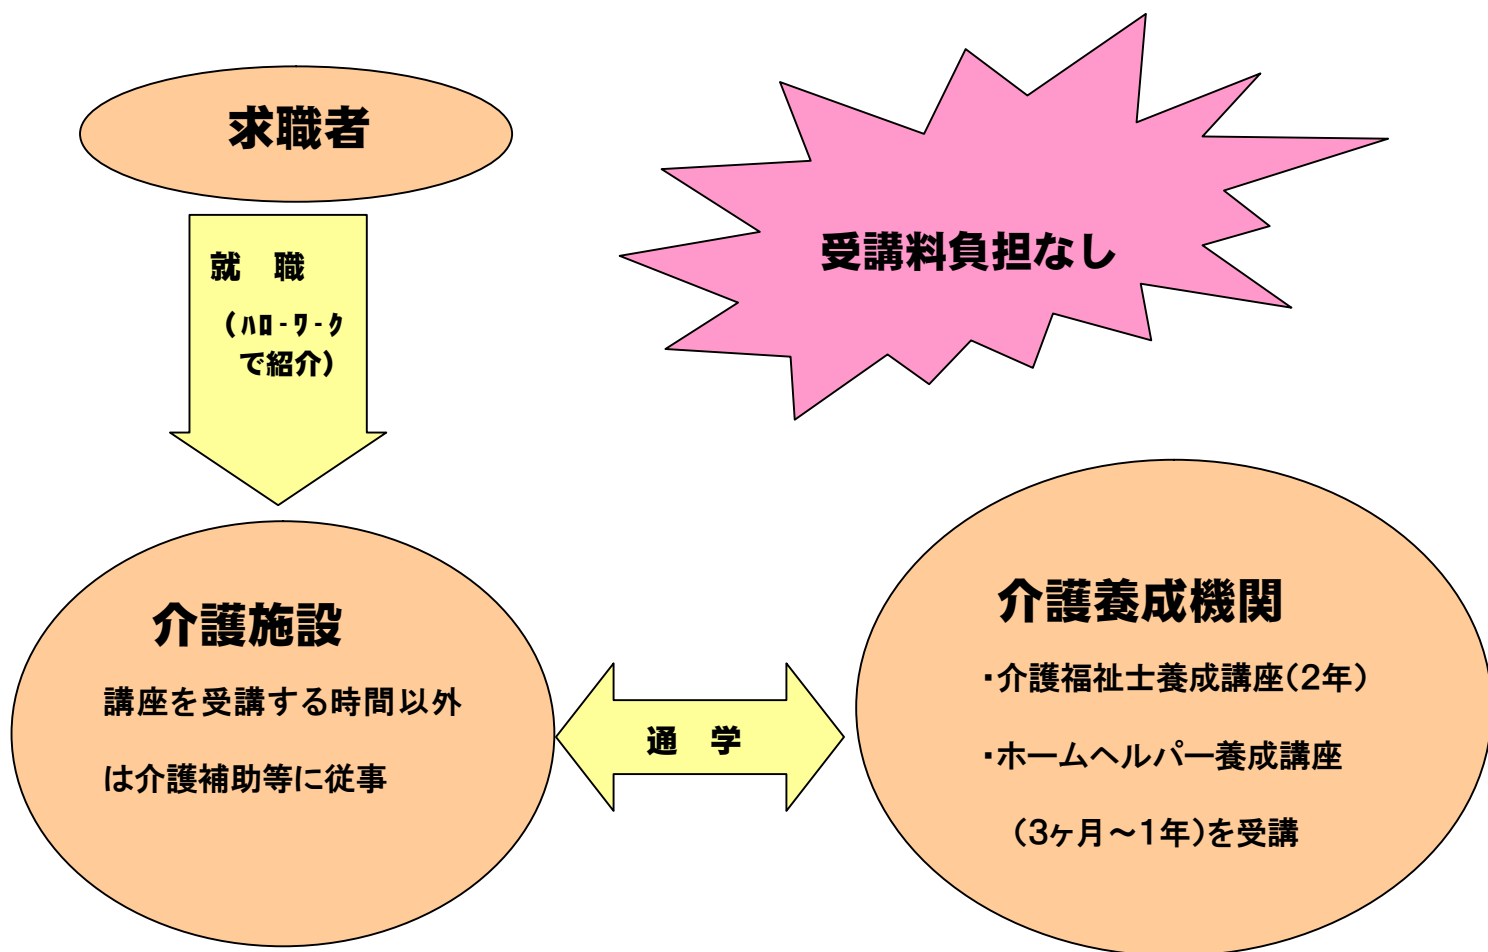 求職者
就　職
（ﾊﾛ-ﾜ-ｸ
で紹介）
受講料負担なし
介護施設
講座を受講する時間以外
は介護補助等に従事
通　学
介護養成機関
・介護福祉士養成講座（2年）
・ホームヘルパー養成講座
（3ヶ月～1年）を受講